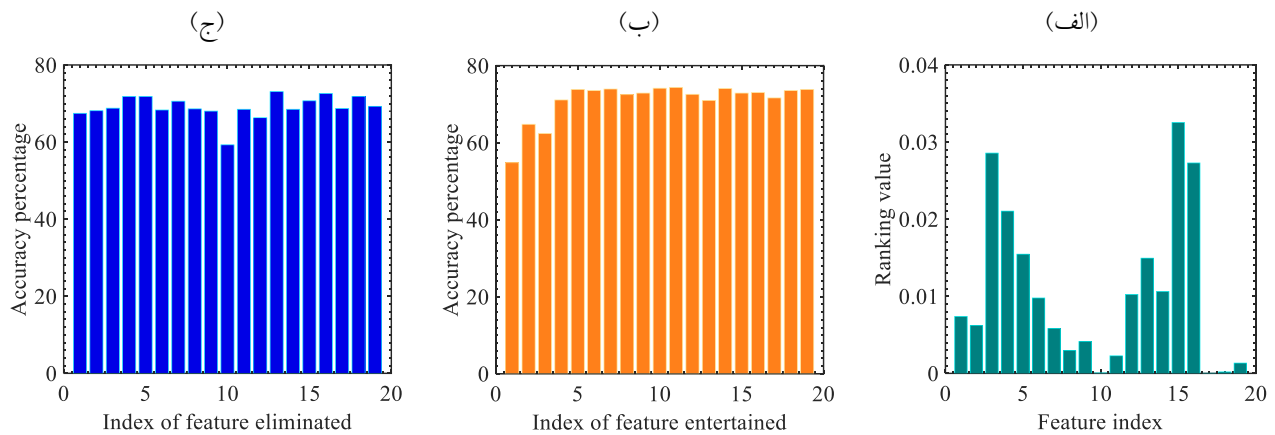 (ج)
80
60
40
20
0
0 5 10 15 20
Accuracy percentage
Index of feature eliminated
(ب)
80
60
40
20
0
0 5 10 15 20
Accuracy percentage
Index of feature entertained
(الف)
0.04
0.03
0.02
0.01
0
0 5 10 15 20
Ranking value
Feature index